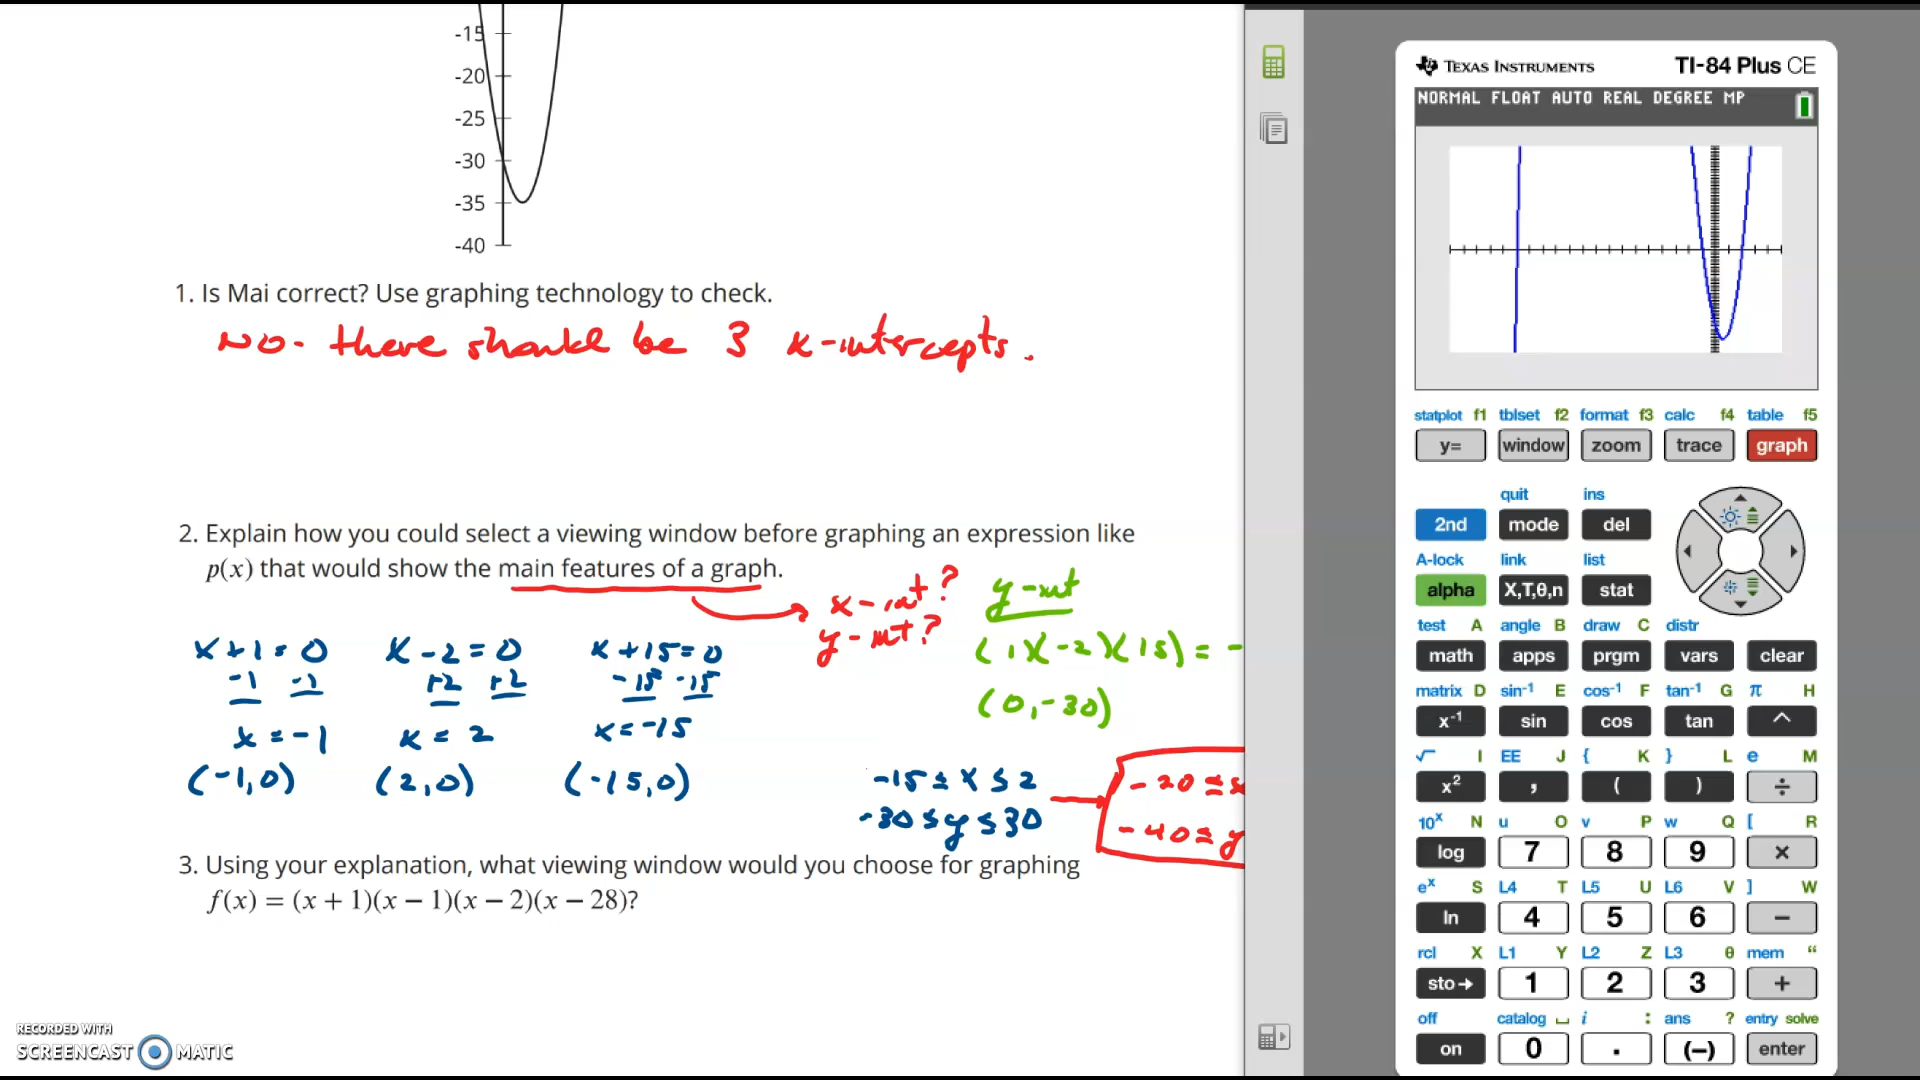 -15
-20
-25
-30
-35
-40
1. Is Mai correct? Use graphing technology to check.
NO- there should be 3 x-intercepts.
2. Explain how you could select a viewing window before graphing an expression like
p(x) that would show the main features of a graph.
x-int?
y-int?
y-int
(1)(-2)(15) = -
(0,-30)
x+1=0
-1 -1
x=-1
(-1,0)
x-2=0
+2 +2
x=2
(2,0)
x+15=0
-15 -15
x=-15
(-15,0)
-15≤x≤2
-30≤y≤30
-20≤x
-40≤y
3. Using your explanation, what viewing window would you choose for graphing
f(x) = (x + 1)(x − 1)(x − 2)(x − 28)?
RECORDED WITH
SCREENCAST MATIC
TEXAS INSTRUMENTS TI-84 Plus CE
NORMAL FLOAT AUTO REAL DEGREE MP
statplot f1 tblset f2 format f3 calc f4 table f5
y= window zoom trace graph
quit ins
2nd mode del
A-lock link list
alpha X,T,θ,n stat
test A angle B draw C distr
math apps prgm vars clear
matrix D sin⁻¹ E cos⁻¹ F tan⁻¹ G π H
x⁻¹ sin cos tan ^
√ I EE J { K } L e M
x² , ( ) ÷
10ˣ N u O v P w Q [ R
log 7 8 9 ×
eˣ S L4 T L5 U L6 V ] W
ln 4 5 6 −
rcl X L1 Y L2 Z L3 θ mem “
sto→ 1 2 3 +
off catalog ⎵ i : ans ? entry solve
on 0 . (−) enter